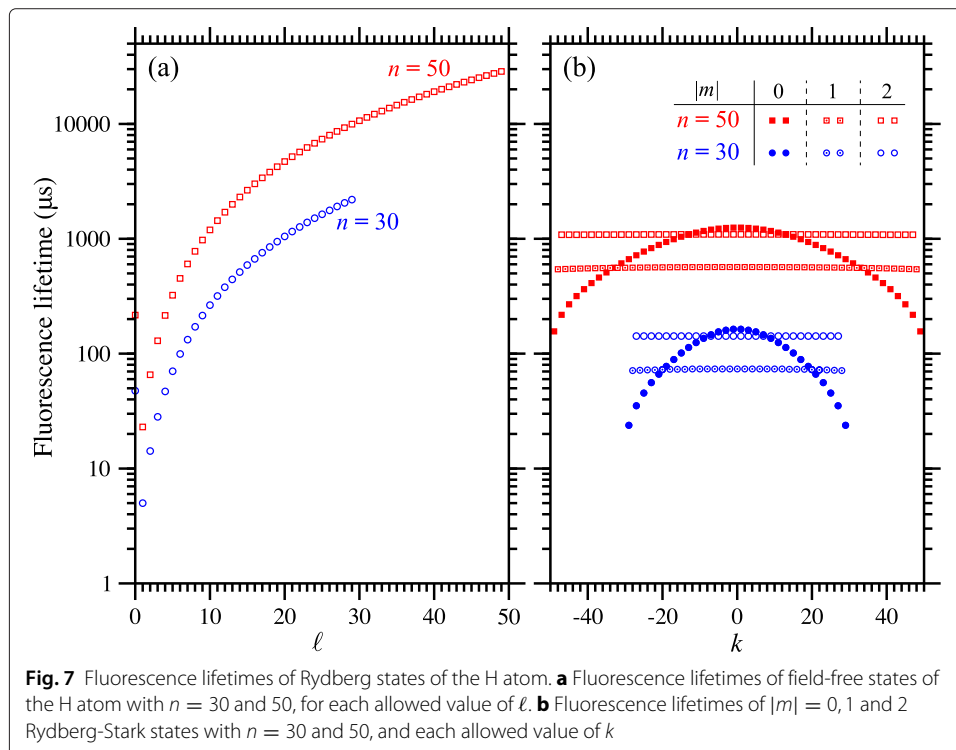 (a)
n = 50
n = 30
Fluorescence lifetime (µs)
10000
1000
100
10
1
0 10 20 30 40 50
ℓ
(b)
|m| 0 1 2
n = 50
n = 30
-40 -20 0 20 40
k
Fig. 7 Fluorescence lifetimes of Rydberg states of the H atom. a Fluorescence lifetimes of field-free states of
the H atom with n = 30 and 50, for each allowed value of ℓ. b Fluorescence lifetimes of |m| = 0, 1 and 2
Rydberg-Stark states with n = 30 and 50, and each allowed value of k